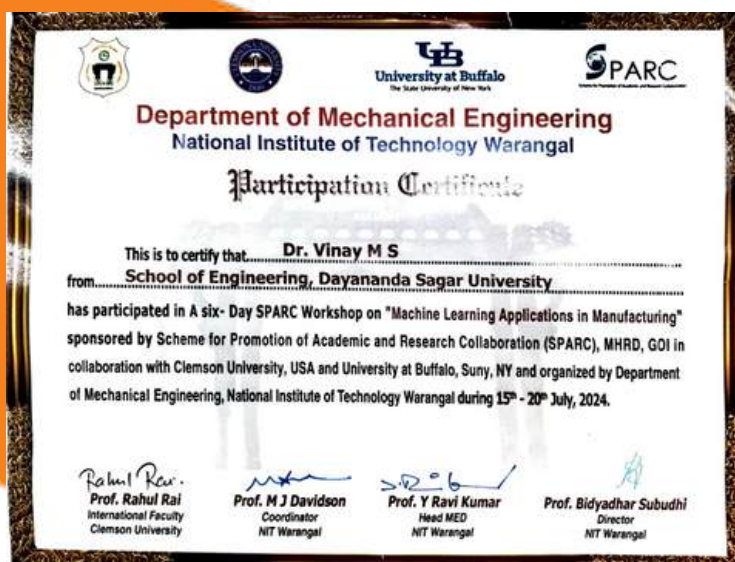 University at Buffalo
The State University of New York
SPARC
Department of Mechanical Engineering
National Institute of Technology Warangal
Participation Certificate
This is to certify that Dr. Vinay M S
from School of Engineering, Dayananda Sagar University
has participated in A six- Day SPARC Workshop on "Machine Learning Applications in Manufacturing"
sponsored by Scheme for Promotion of Academic and Research Collaboration (SPARC), MHRD, GOI in
collaboration with Clemson University, USA and University at Buffalo, Suny, NY and organized by Department
of Mechanical Engineering, National Institute of Technology Warangal during 15th - 20th July, 2024.
Rahul Rai.
Prof. Rahul Rai
International Faculty
Clemson University
Prof. M J Davidson
Coordinator
NIT Warangal
Prof. Y Ravi Kumar
Head MED
NIT Warangal
Prof. Bidyadhar Subudhi
Director
NIT Warangal